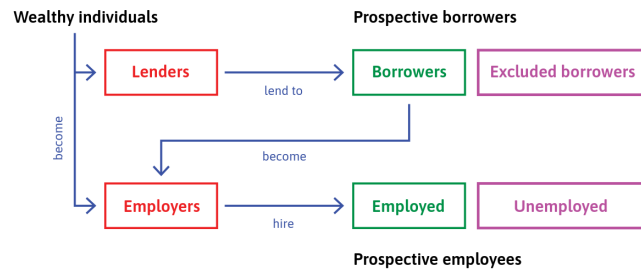 Wealthy individuals
Prospective borrowers
Lenders
lend to
Borrowers
Excluded borrowers
become
become
Employers
hire
Employed
Unemployed
Prospective employees